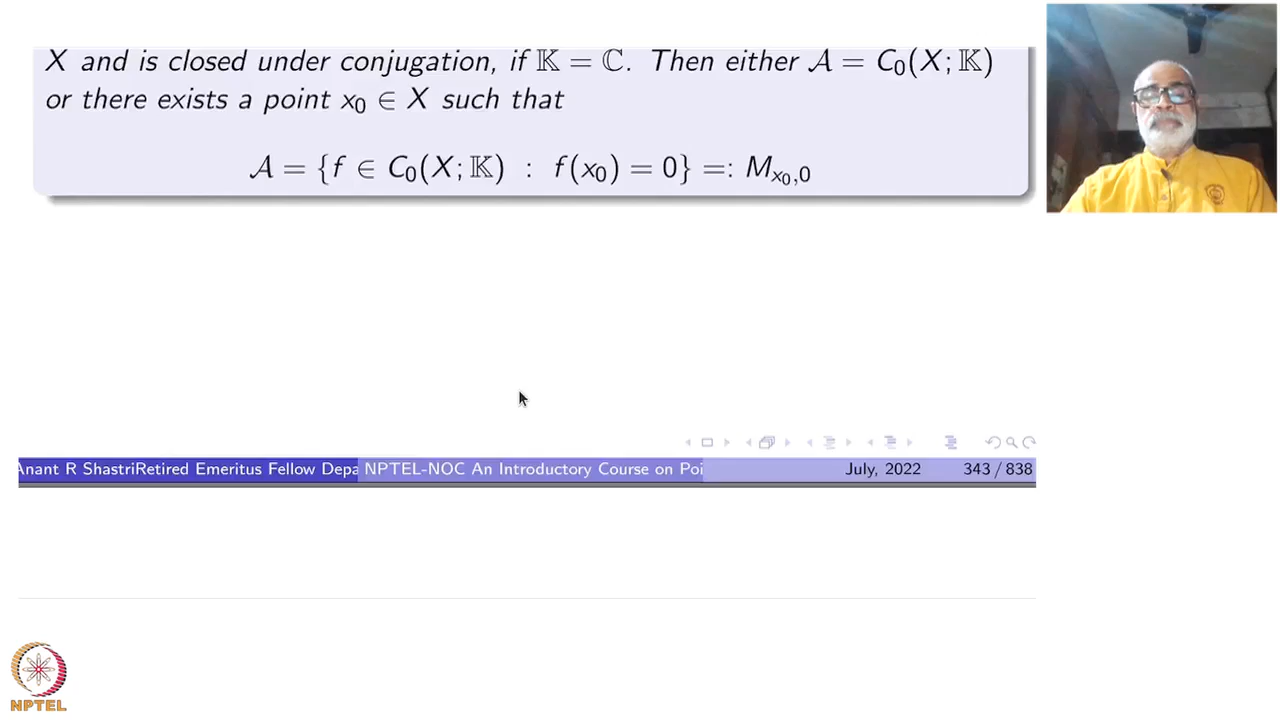 X and is closed under conjugation, if 𝕂 = ℂ. Then either 𝒜 = C₀(X; 𝕂)
or there exists a point x₀ ∈ X such that
𝒜 = {f ∈ C₀(X; 𝕂) : f(x₀) = 0} =: M_{x₀,0}
Anant R ShastriRetired Emeritus Fellow Depa NPTEL-NOC An Introductory Course on Poi July, 2022 343 / 838
NPTEL